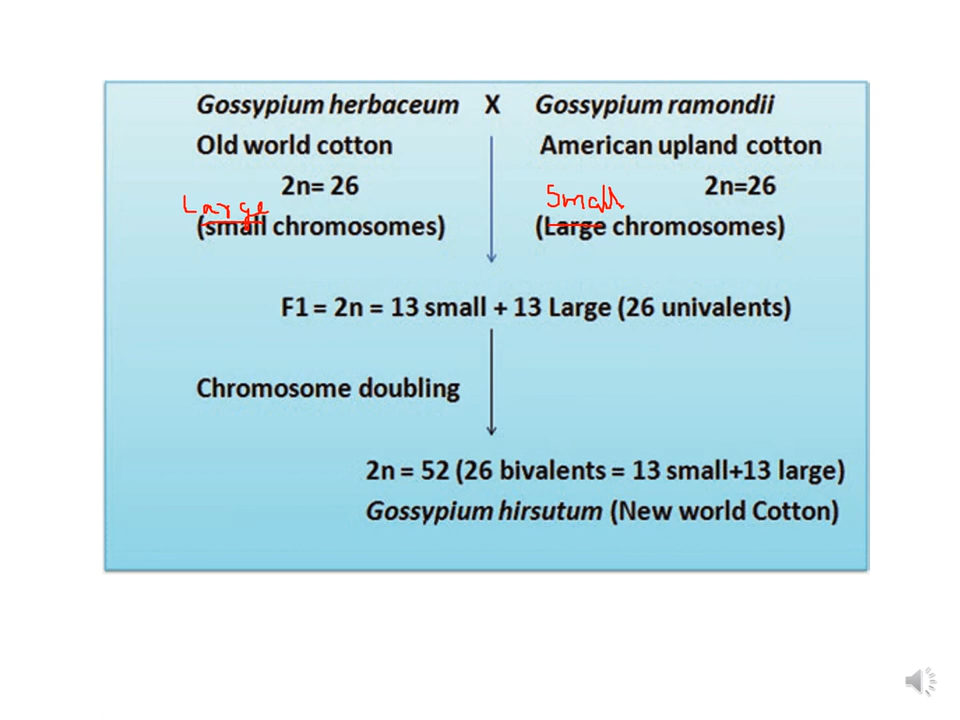 Gossypium herbaceum X Gossypium ramondii
Old world cotton American upland cotton
2n= 26 2n=26
Large Small
(small chromosomes) (Large chromosomes)
F1 = 2n = 13 small + 13 Large (26 univalents)
Chromosome doubling
2n = 52 (26 bivalents = 13 small+13 large)
Gossypium hirsutum (New world Cotton)